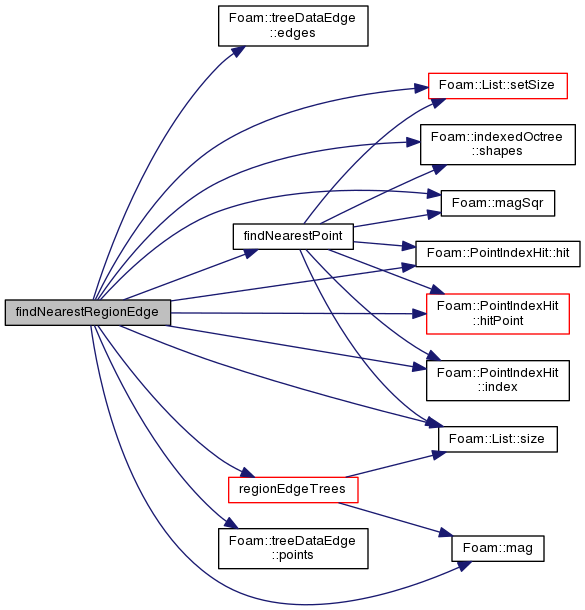 Foam::treeDataEdge
::edges
Foam::List::setSize
Foam::indexedOctree
::shapes
Foam::magSqr
findNearestPoint
Foam::PointIndexHit::hit
findNearestRegionEdge
Foam::PointIndexHit
::hitPoint
Foam::PointIndexHit
::index
Foam::List::size
regionEdgeTrees
Foam::treeDataEdge
::points
Foam::mag